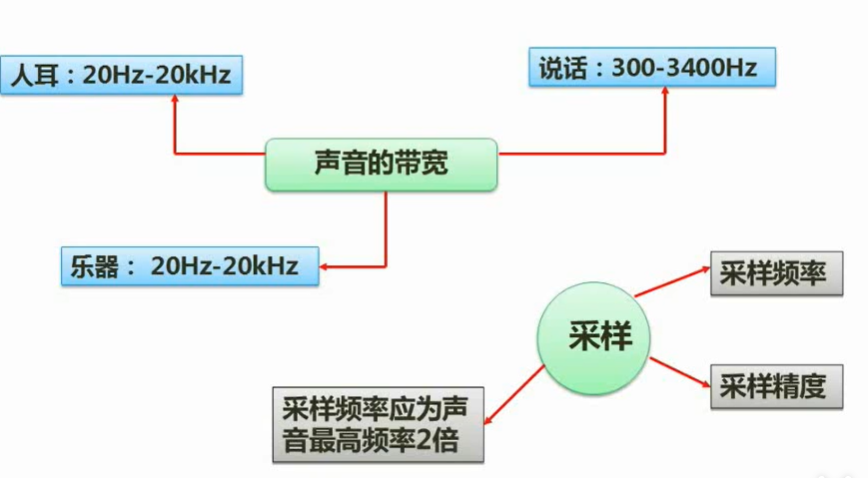 人耳：20Hz-20kHz
说话：300-3400Hz
声音的带宽
乐器： 20Hz-20kHz
采样频率
采样
采样精度
采样频率应为声
音最高频率2倍